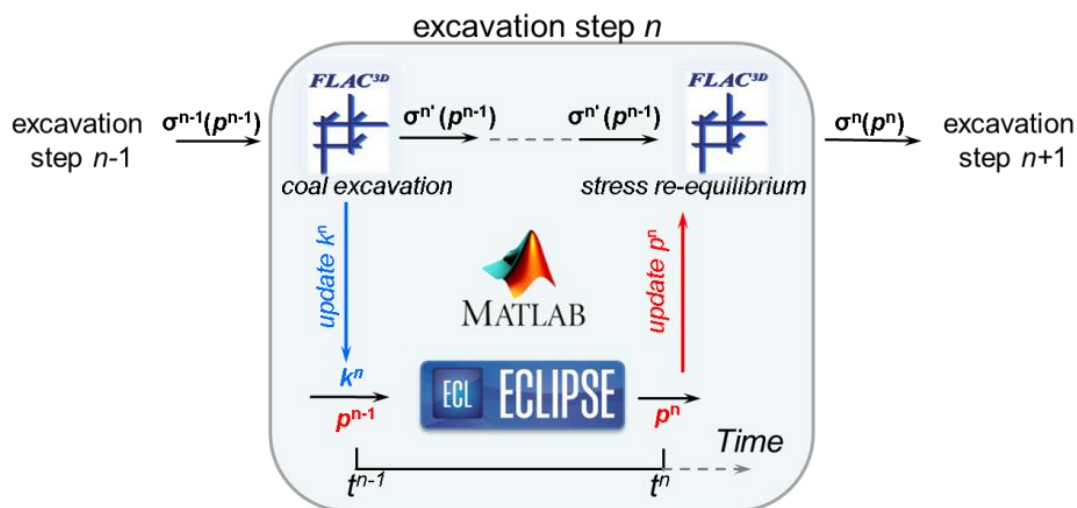 excavation step n
FLAC3D
FLAC3D
excavation
step n-1
σn-1(pn-1)
σn'(pn-1)
σn'(pn-1)
σn(pn)
excavation
step n+1
coal excavation
stress re-equilibrium
update kn
update pn
MATLAB
kn
pn-1
ECL
ECLIPSE
pn
Time
tn-1
tn